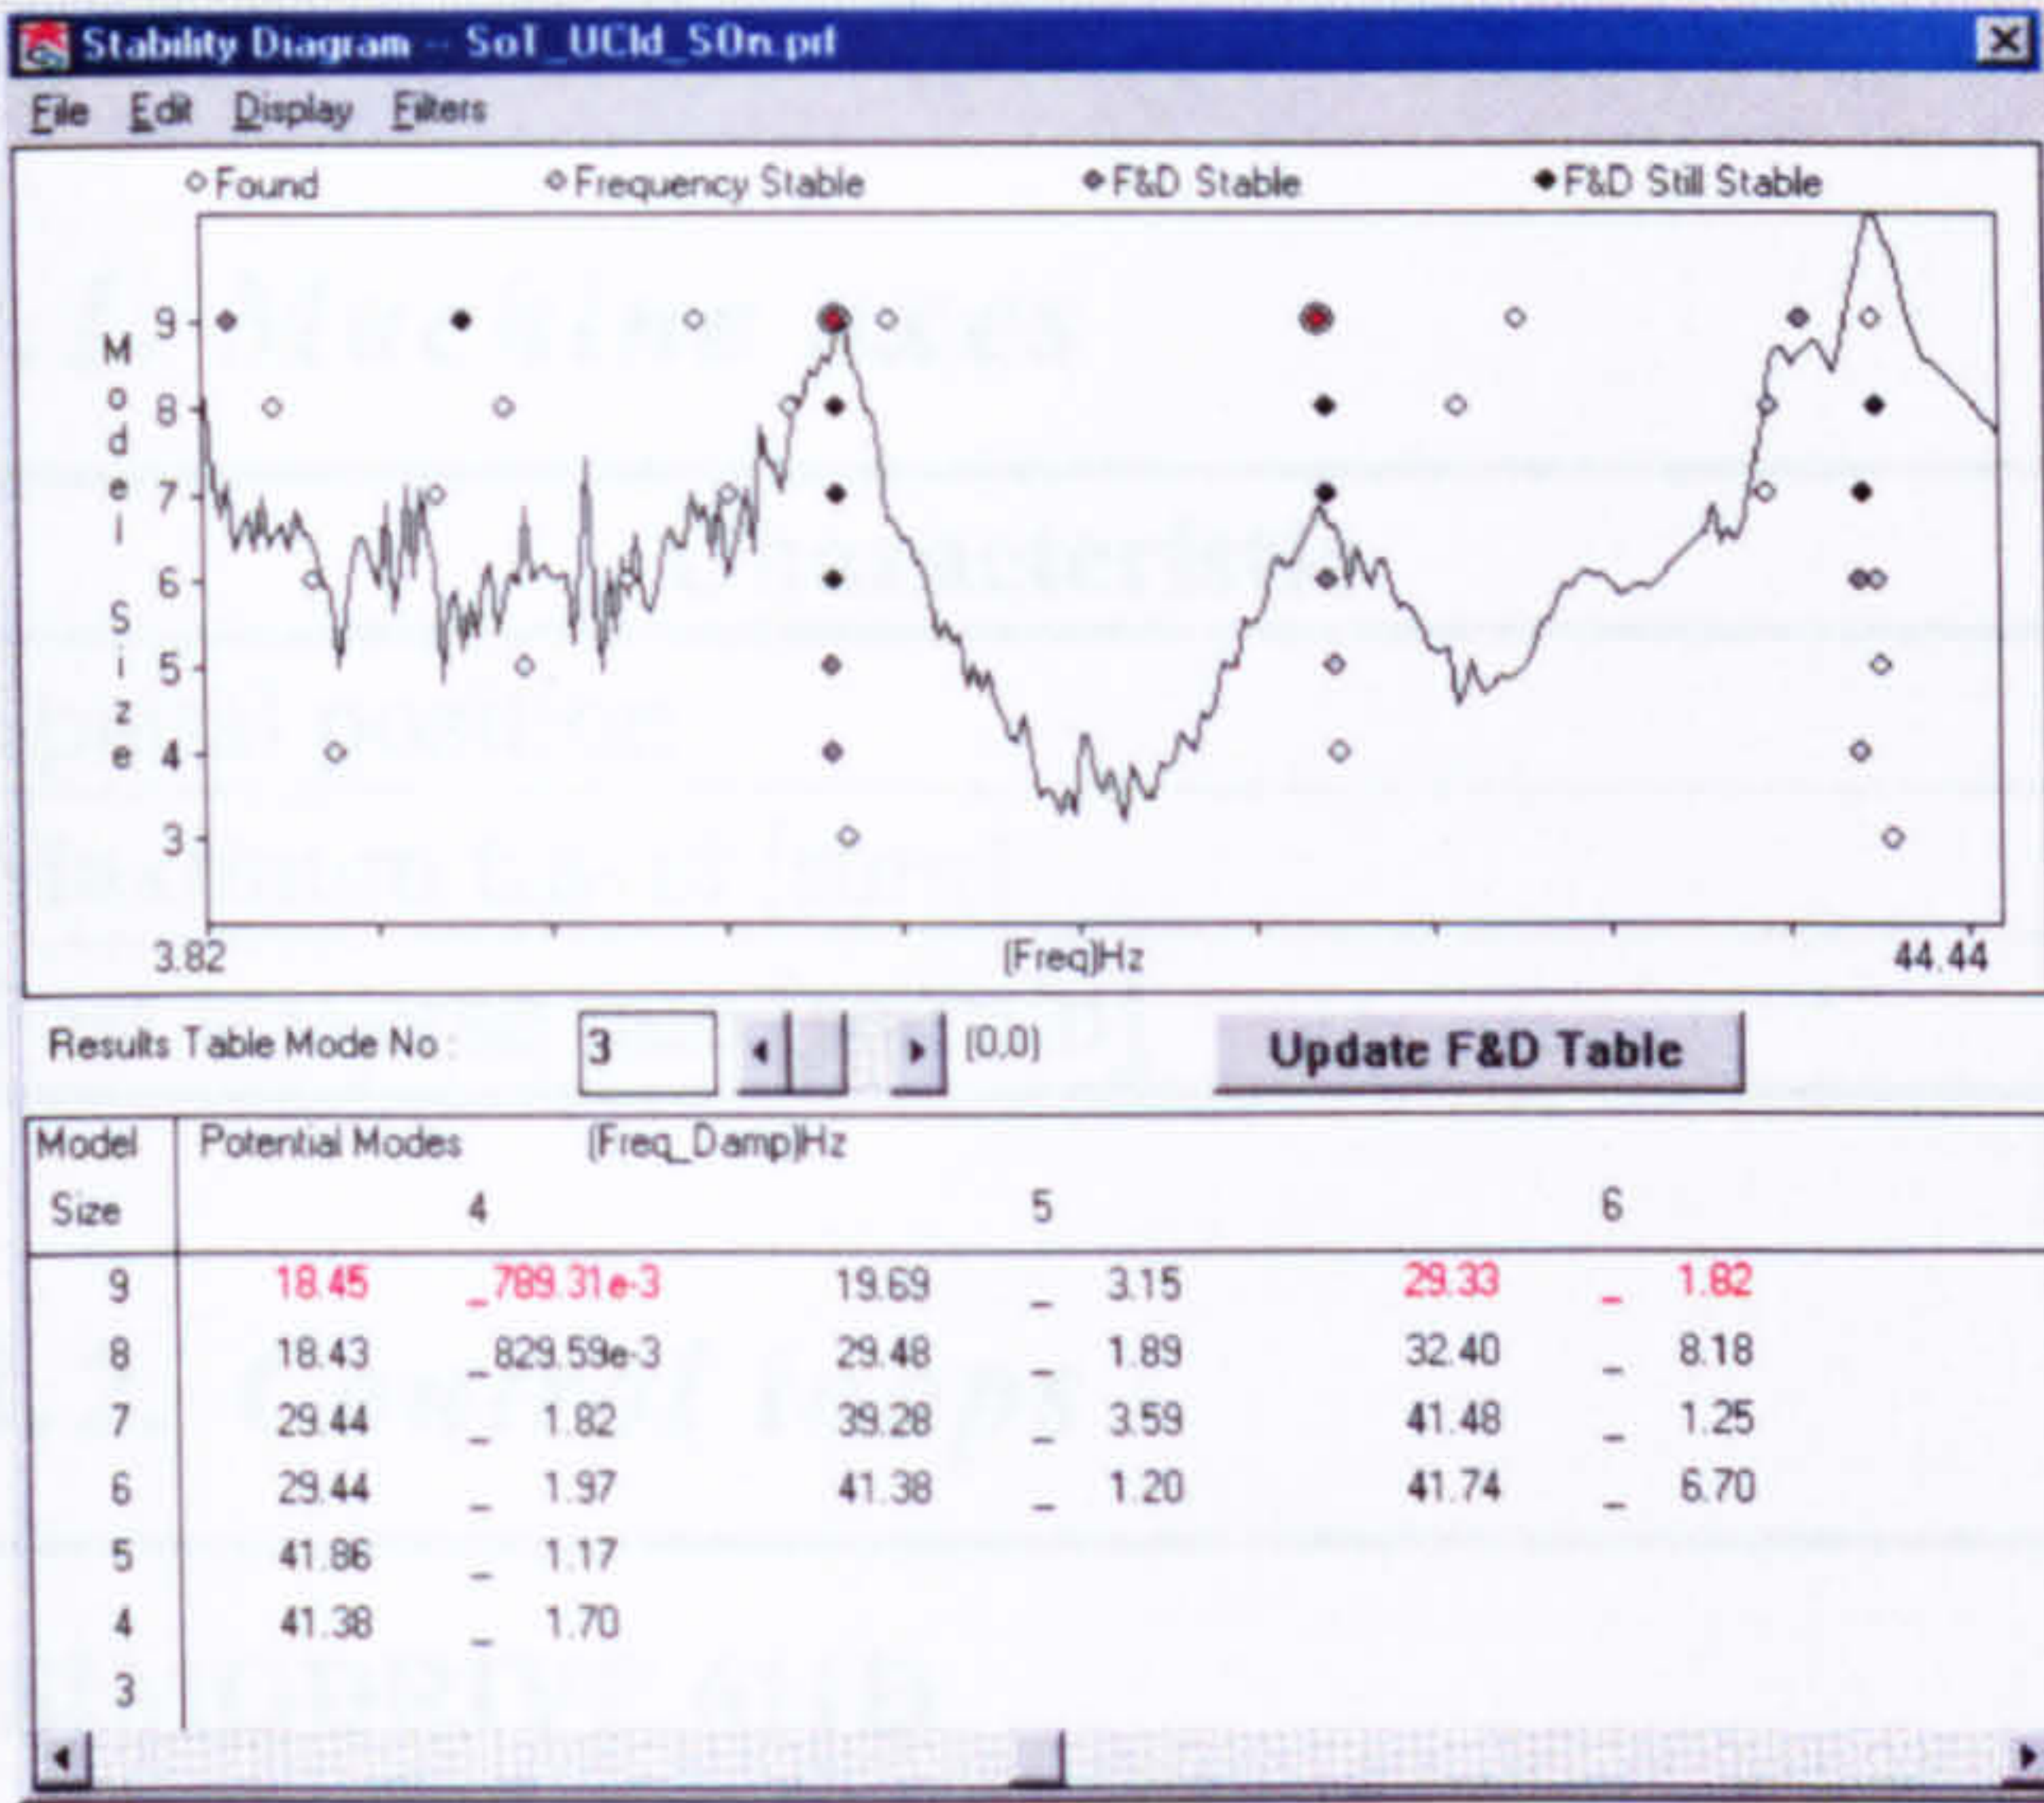 Stability Diagram -- SoT_UCld_SOn.prl
File Edit Display Filters
Found Frequency Stable F&D Stable F&D Still Stable
Model Size
9
8
7
6
5
4
3
3.82 (Freq)Hz 44.44
Results Table Mode No : 3 (0,0) Update F&D Table
Model Potential Modes (Freq_Damp)Hz
Size 4 5 6
9 18.45 _789.31e-3 19.69 _ 3.15 29.33 _ 1.82
8 18.43 _829.59e-3 29.48 _ 1.89 32.40 _ 8.18
7 29.44 _ 1.82 39.28 _ 3.59 41.48 _ 1.25
6 29.44 _ 1.97 41.38 _ 1.20 41.74 _ 6.70
5 41.86 _ 1.17
4 41.38 _ 1.70
3